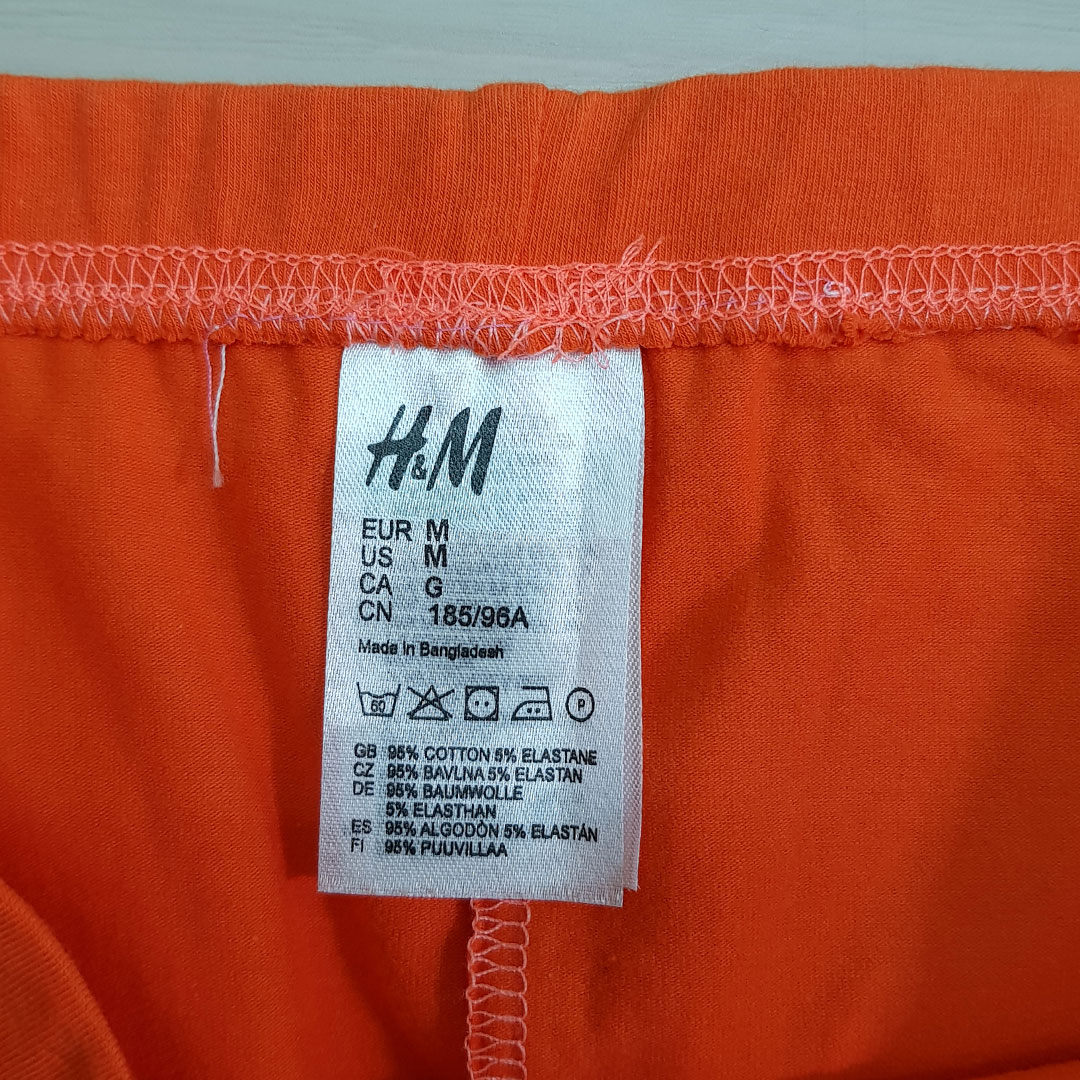 H&M
EUR M
US M
CA G
CN 185/96A
Made in Bangladesh
60 P
GB 95% COTTON 5% ELASTANE
CZ 95% BAVLNA 5% ELASTAN
DE 95% BAUMWOLLE
5% ELASTHAN
ES 95% ALGODÓN 5% ELASTÁN
FI 95% PUUVILLAA